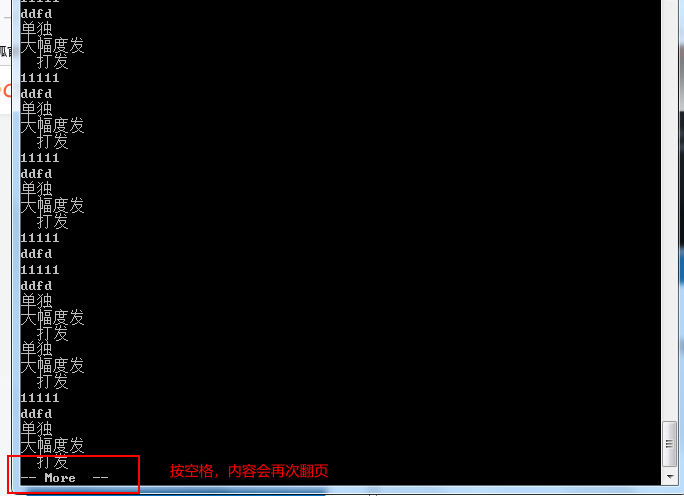 11111
ddfd
单独
大幅度发
打发
11111
ddfd
单独
大幅度发
打发
11111
ddfd
单独
大幅度发
打发
11111
ddfd
11111
ddfd
单独
大幅度发
打发
单独
大幅度发
打发
11111
ddfd
单独
大幅度发
打发
-- More  --
按空格，内容会再次翻页